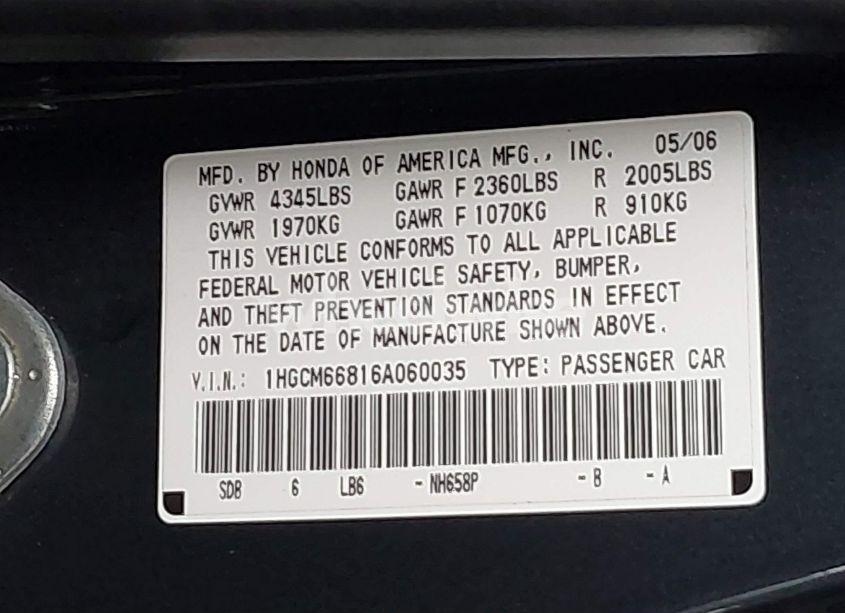 MFD. BY HONDA OF AMERICA MFG., INC. 05/06
GVWR 4345LBS GAWR F 2360LBS R 2005LBS
GVWR 1970KG GAWR F 1070KG R 910KG
THIS VEHICLE CONFORMS TO ALL APPLICABLE
FEDERAL MOTOR VEHICLE SAFETY, BUMPER,
AND THEFT PREVENTION STANDARDS IN EFFECT
ON THE DATE OF MANUFACTURE SHOWN ABOVE.
V.I.N.: 1HGCM66816A060035 TYPE: PASSENGER CAR
SDB 6 LB6 -NH658P -B -A